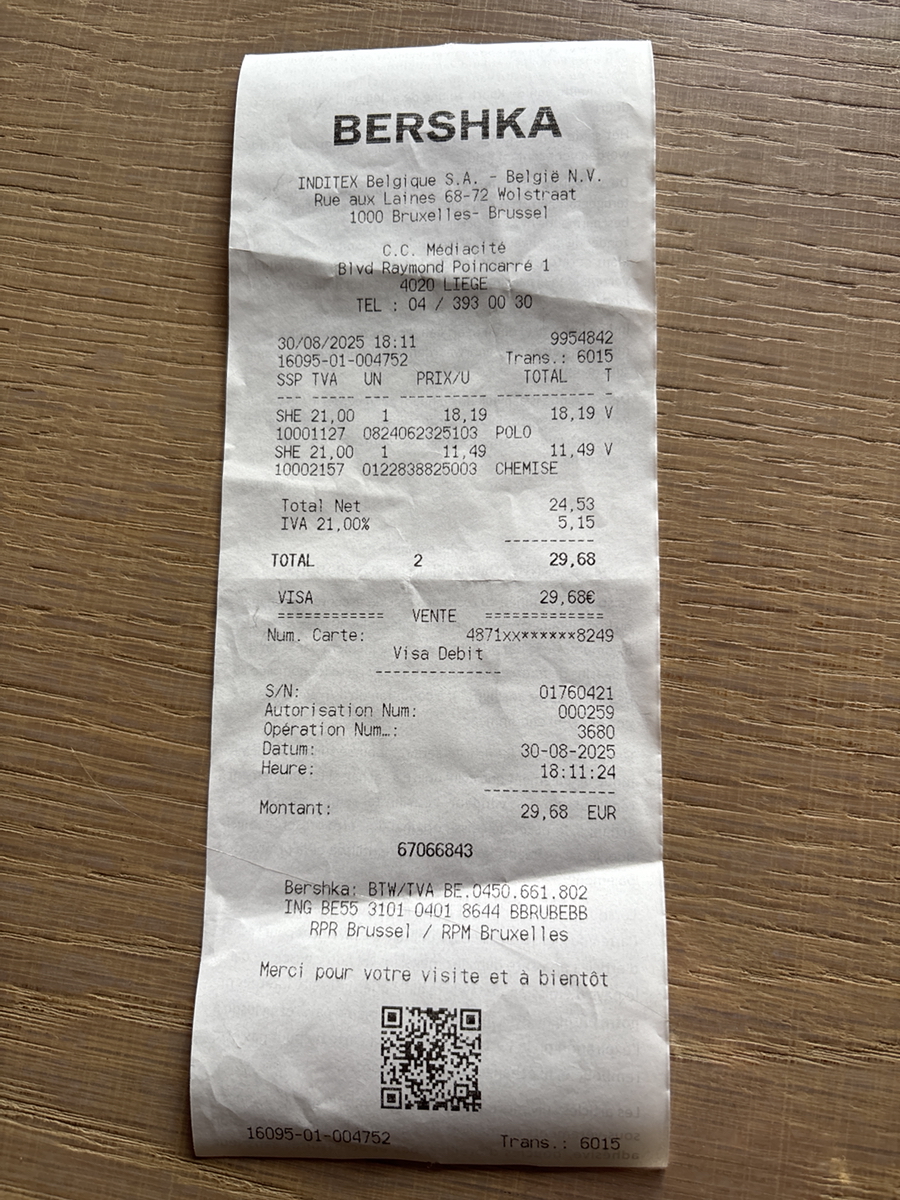 BERSHKA
INDITEX Belgique S.A. - België N.V.
Rue aux Laines 68-72 Wolstraat
1000 Bruxelles- Brussel
C.C. Médiacité
Blvd Raymond Poincarré 1
4020 LIEGE
TEL : 04 / 393 00 30
30/08/2025 18:11 9954842
16095-01-004752 Trans.: 6015
SSP TVA UN PRIX/U TOTAL T
--- ----- --- --------- ----------- -
SHE 21,00 1 18,19 18,19 V
10001127 0824062325103 POLO
SHE 21,00 1 11,49 11,49 V
10002157 0122838825003 CHEMISE
Total Net 24,53
IVA 21,00% 5,15
----------
TOTAL 2 29,68
VISA 29,68€
============ VENTE ============
Num. Carte: 4871xx******8249
Visa Debit
--------------
S/N: 01760421
Autorisation Num: 000259
Opération Num…: 3680
Datum: 30-08-2025
Heure: 18:11:24
--------------
Montant: 29,68 EUR
67066843
Bershka: BTW/TVA BE.0450.661.802
ING BE55 3101 0401 8644 BBRUBEBB
RPR Brussel / RPM Bruxelles
Merci pour votre visite et à bientôt
16095-01-004752 Trans.: 6015